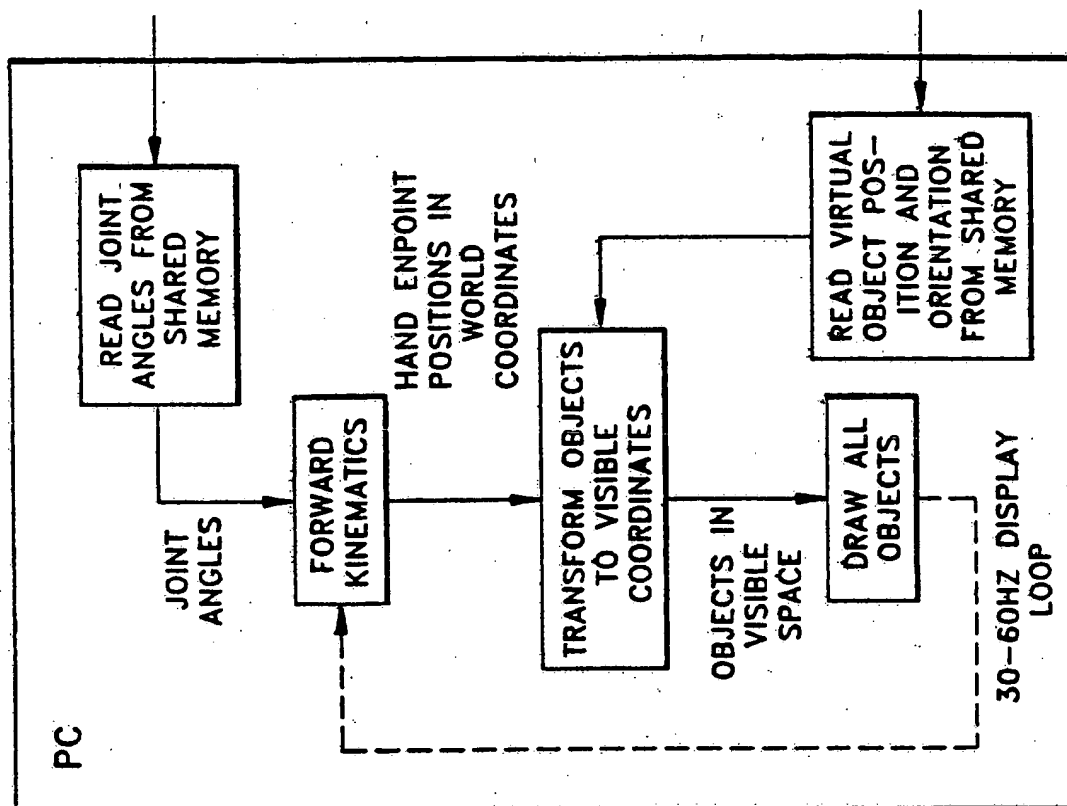 PC
READ JOINT
ANGLES FROM
SHARED
MEMORY
JOINT
ANGLES
FORWARD
KINEMATICS
HAND ENPOINT
POSITIONS IN
WORLD
COORDINATES
TRANSFORM OBJECTS
TO VISIBLE
COORDINATES
READ VIRTUAL
OBJECT POS-
ITION AND
ORIENTATION
FROM SHARED
MEMORY
OBJECTS IN
VISIBLE
SPACE
DRAW ALL
OBJECTS
30-60HZ DISPLAY
LOOP